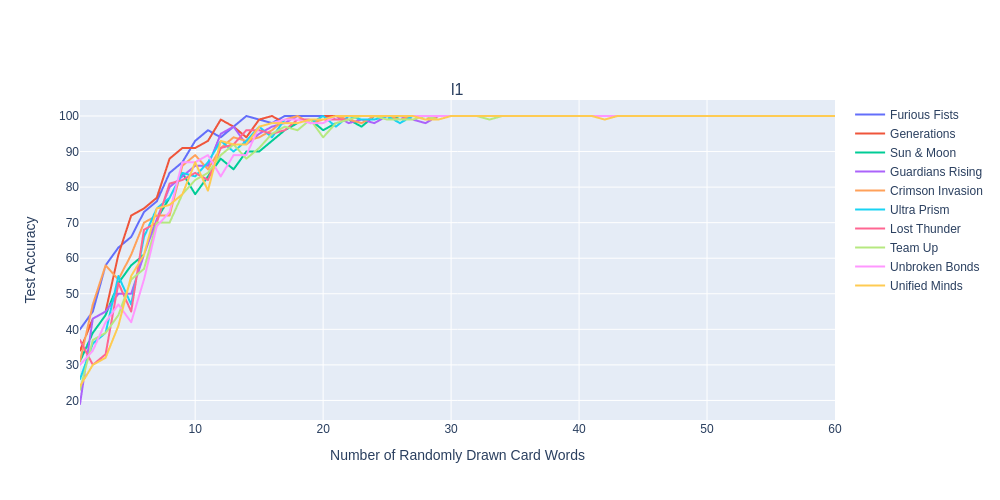 l1
100
90
80
70
60
50
40
30
20
Test Accuracy
10
20
30
40
50
60
Number of Randomly Drawn Card Words
Furious Fists
Generations
Sun & Moon
Guardians Rising
Crimson Invasion
Ultra Prism
Lost Thunder
Team Up
Unbroken Bonds
Unified Minds